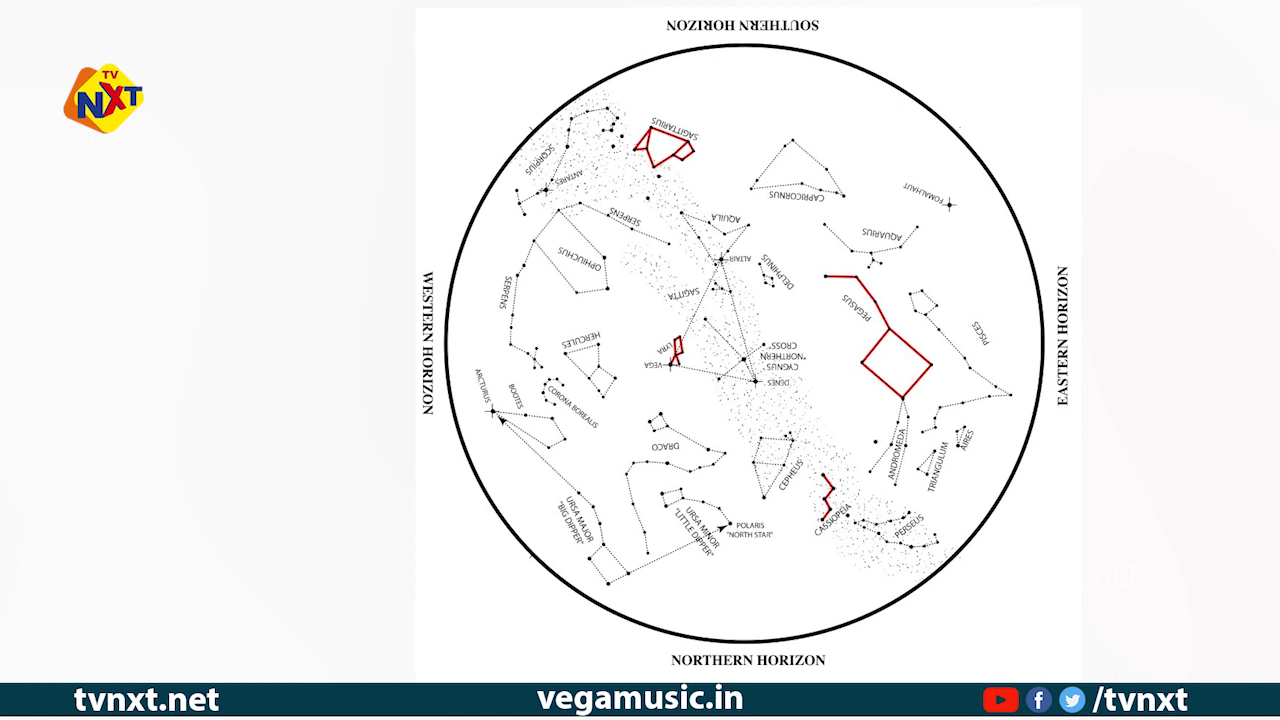 SOUTHERN HORIZON
TV
NXT
SAGITTARIUS
SCORPIUS
ANTARES
CAPRICORNUS
FOMALHAUT
SERPENS
AQUILA
AQUARIUS
OPHIUCHUS
ALTAIR
DELPHINUS
SERPENS
SAGITTA
PEGASUS
WESTERN HORIZON
EASTERN HORIZON
PISCES
HERCULES
LYRA
VEGA
CYGNUS
"NORTHERN
CROSS"
DENEB
ARCTURUS
BOOTES
CORONA BOREALIS
DRACO
CEPHEUS
ANDROMEDA
TRIANGULUM
AIRES
URSA MAJOR
"BIG DIPPER"
URSA MINOR
"LITTLE DIPPER"
POLARIS
"NORTH STAR"
CASSIOPEIA
PERSEUS
.net
NORTHERN HORIZON
tvnxt.net
vegamusic.in
/tvnxt